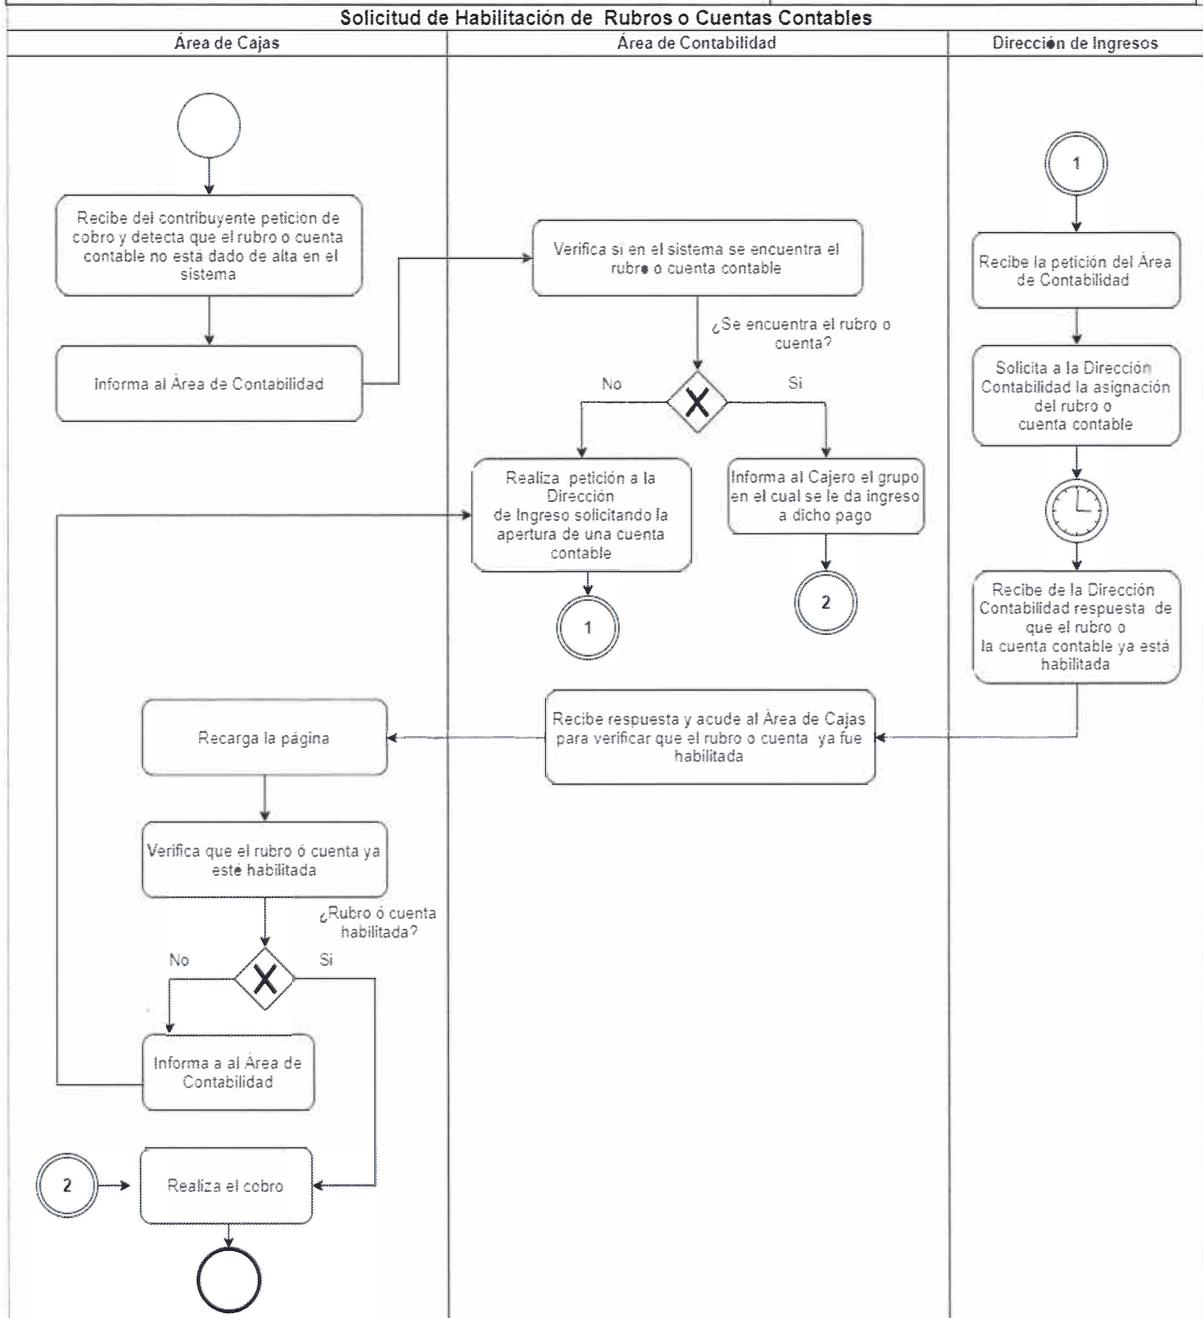 Solicitud de Habilitación de Rubros o Cuentas Contables
Área de Cajas
Área de Contabilidad
Dirección de Ingresos
Recibe del contribuyente petición de
cobro y detecta que el rubro o cuenta
contable no está dado de alta en el
sistema
Informa al Área de Contabilidad
Verifica si en el sistema se encuentra el
rubro o cuenta contable
¿Se encuentra el rubro o
cuenta?
No
Si
Realiza petición a la
Dirección
de Ingreso solicitando la
apertura de una cuenta
contable
1
Informa al Cajero el grupo
en el cual se le da ingreso
a dicho pago
2
1
Recibe la petición del Área
de Contabilidad
Solicita a la Dirección
Contabilidad la asignación
del rubro o
cuenta contable
Recibe de la Dirección
Contabilidad respuesta de
que el rubro o
la cuenta contable ya está
habilitada
Recibe respuesta y acude al Área de Cajas
para verificar que el rubro o cuenta ya fue
habilitada
Recarga la página
Verifica que el rubro ó cuenta ya
esté habilitada
¿Rubro ó cuenta
habilitada?
No
Si
Informa a al Área de
Contabilidad
2
Realiza el cobro